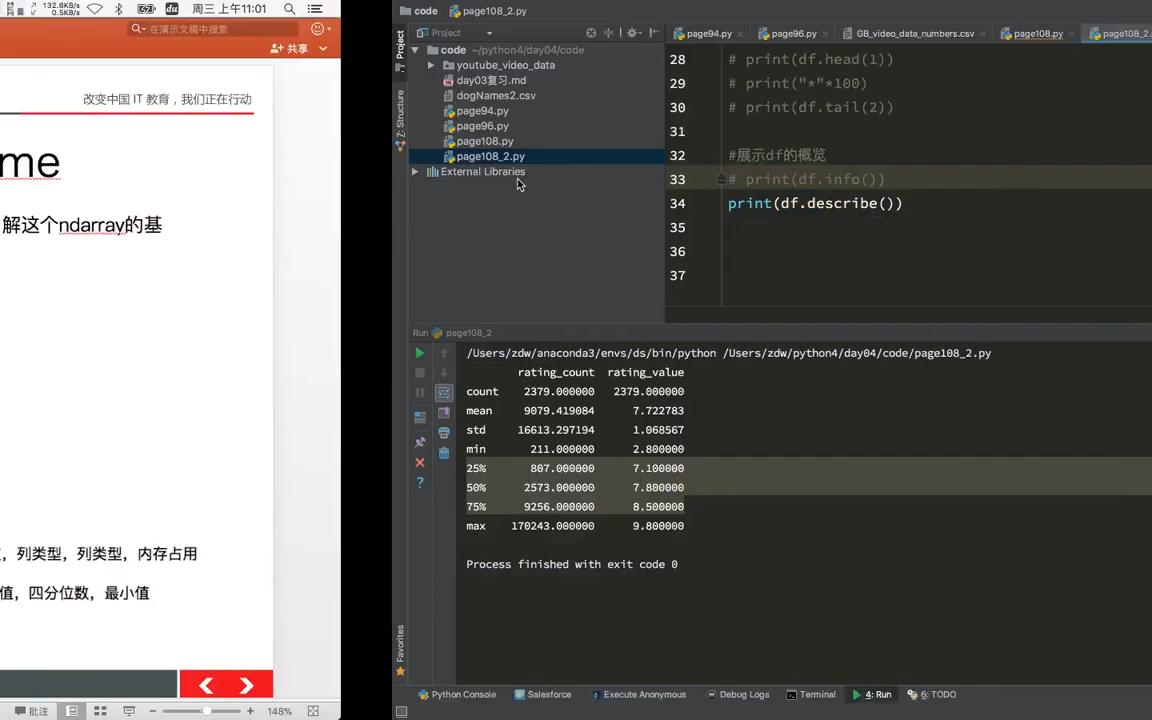 132.6KB/s
0.5KB/s
周三 上午11:01
在演示文稿中搜索
共享
改变中国 IT 教育，我们正在行动
me
解这个ndarray的基
，列类型，列类型，内存占用
值，四分位数，最小值
批注
148%
code
page108_2.py
Project
page94.py
page96.py
GB_video_data_numbers.csv
page108.py
page108_2.
Project
Z: Structure
Favorites
code ~/python4/day04/code
youtube_video_data
day03复习.md
dogNames2.csv
page94.py
page96.py
page108.py
page108_2.py
External Libraries
28 # print(df.head(1))
29 # print("*"*100)
30 # print(df.tail(2))
31
32 #展示df的概览
33 # print(df.info())
34 print(df.describe())
35
36
37
Run page108_2
/Users/zdw/anaconda3/envs/ds/bin/python /Users/zdw/python4/day04/code/page108_2.py
rating_count rating_value
count 2379.000000 2379.000000
mean 9079.419084 7.722783
std 16613.297194 1.068567
min 211.000000 2.800000
25% 807.000000 7.100000
50% 2573.000000 7.800000
75% 9256.000000 8.500000
max 170243.000000 9.800000
Process finished with exit code 0
Python Console
Salesforce
Execute Anonymous
Debug Logs
Terminal
4: Run
6: TODO